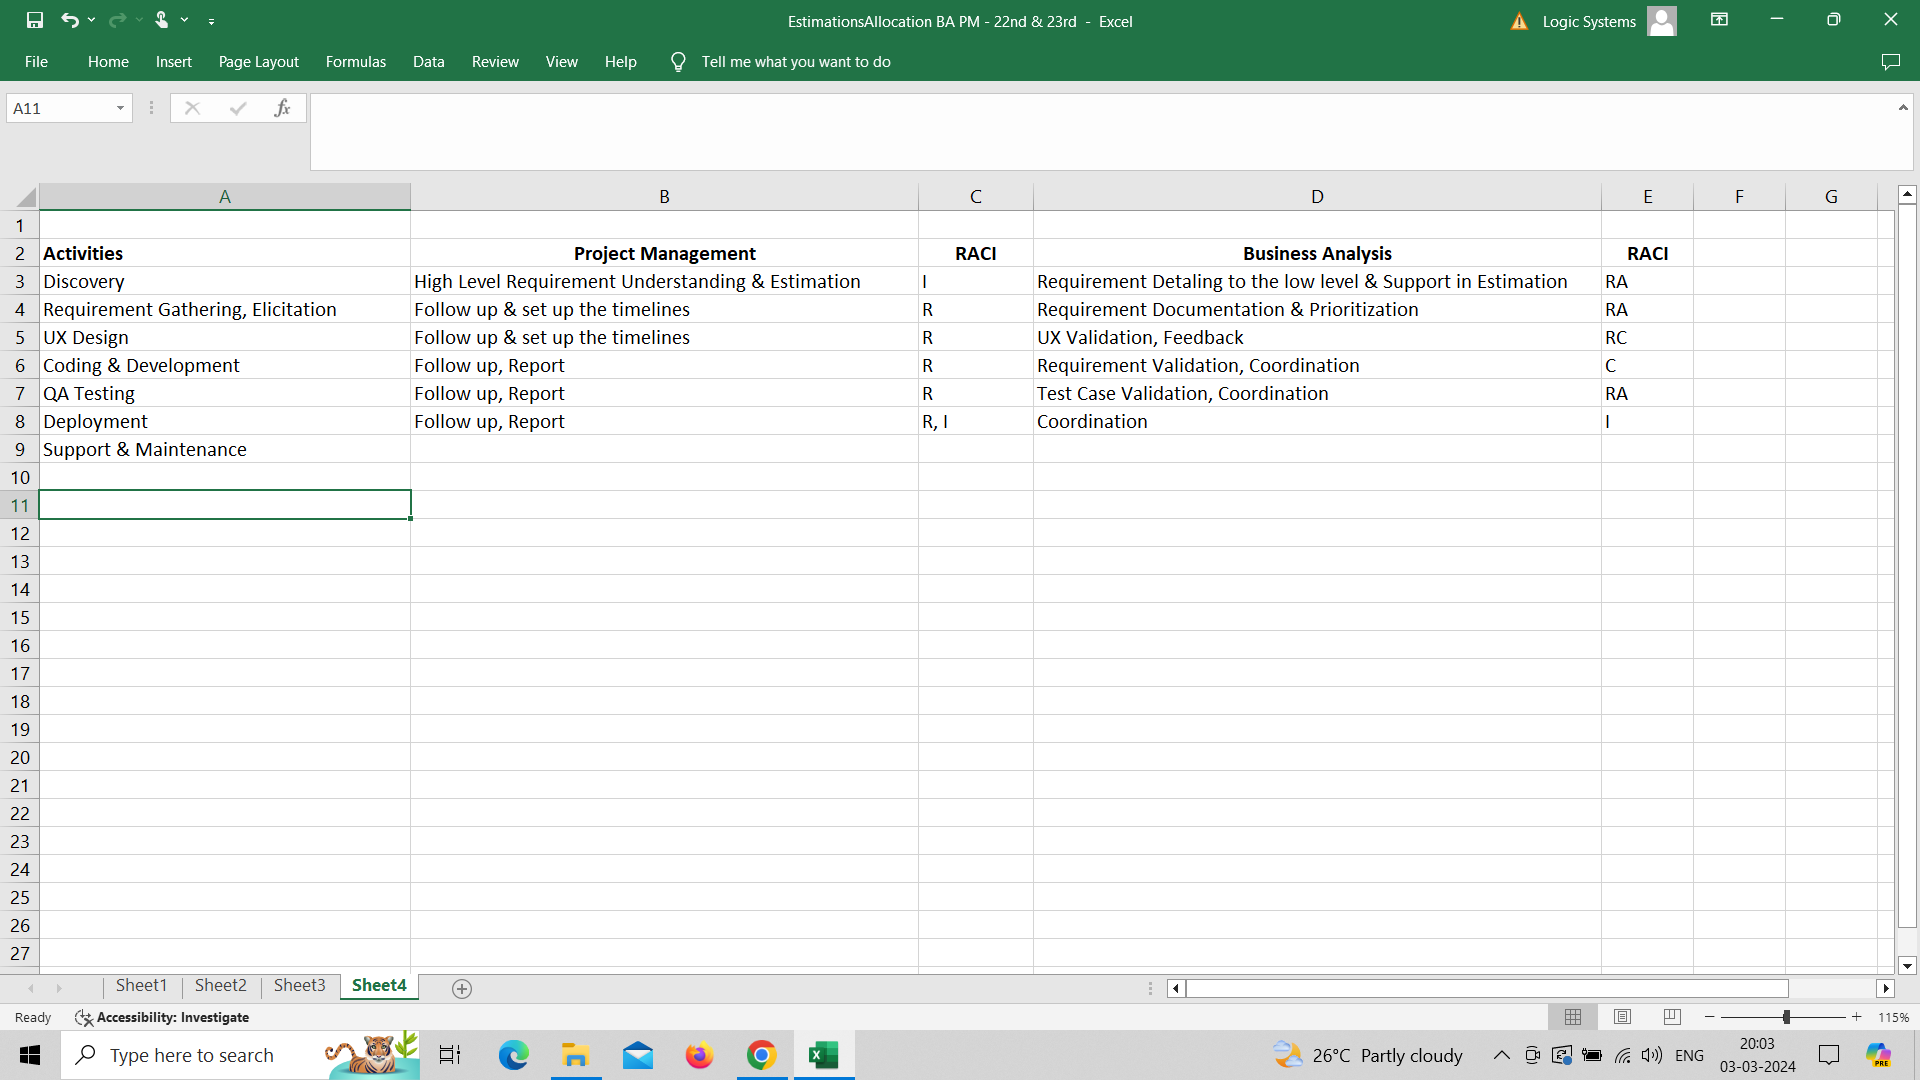 EstimationsAllocation BA PM - 22nd & 23rd - Excel
Logic Systems
File Home Insert Page Layout Formulas Data Review View Help Tell me what you want to do
A11
fx
A B C D E F G
1
2 Activities Project Management RACI Business Analysis RACI
3 Discovery High Level Requirement Understanding & Estimation I Requirement Detaling to the low level & Support in Estimation RA
4 Requirement Gathering, Elicitation Follow up & set up the timelines R Requirement Documentation & Prioritization RA
5 UX Design Follow up & set up the timelines R UX Validation, Feedback RC
6 Coding & Development Follow up, Report R Requirement Validation, Coordination C
7 QA Testing Follow up, Report R Test Case Validation, Coordination RA
8 Deployment Follow up, Report R, I Coordination I
9 Support & Maintenance
10
11
12
13
14
15
16
17
18
19
20
21
22
23
24
25
26
27
Sheet1 Sheet2 Sheet3 Sheet4
Ready Accessibility: Investigate 115%
Type here to search 26°C Partly cloudy ENG 20:03
03-03-2024
PRE